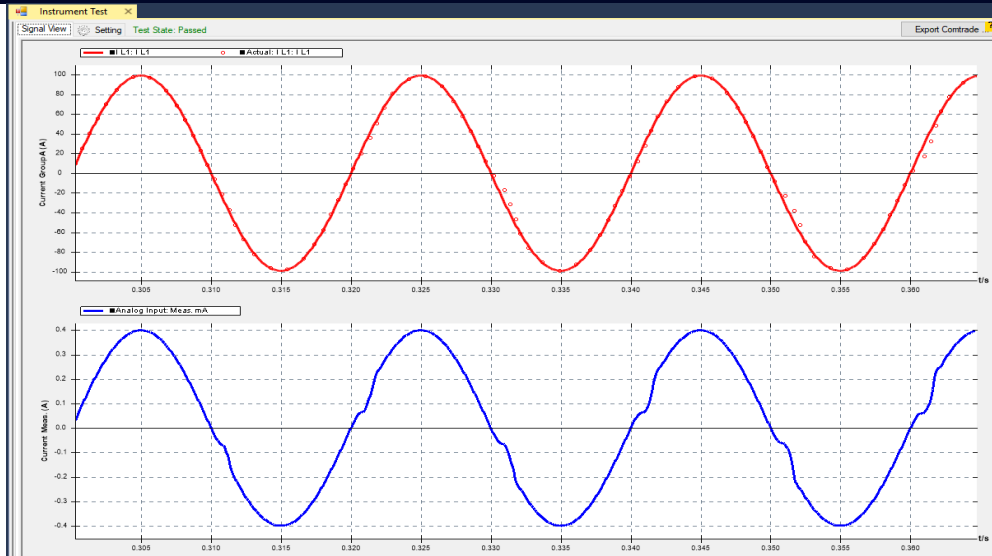 Instrument Test ×
Signal View Setting Test State: Passed Export Comtrade ... ?
I L1: I L1 Actual: I L1: I L1
Current GroupA (A)
100
80
60
40
20
0
-20
-40
-60
-80
-100
0.305 0.310 0.315 0.320 0.325 0.330 0.335 0.340 0.345 0.350 0.355 0.360
t/s
Analog Input: Meas. mA
Current Meas. (A)
0.4
0.3
0.2
0.1
0.0
-0.1
-0.2
-0.3
-0.4
0.305 0.310 0.315 0.320 0.325 0.330 0.335 0.340 0.345 0.350 0.355 0.360
t/s